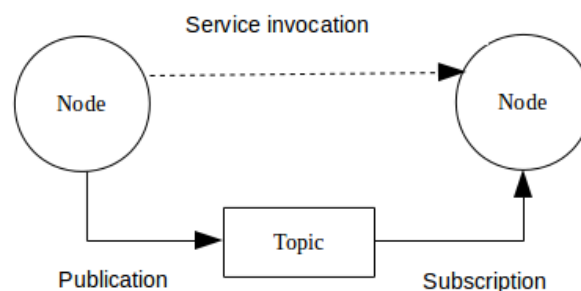 Service invocation
Node
Node
Topic
Publication
Subscription